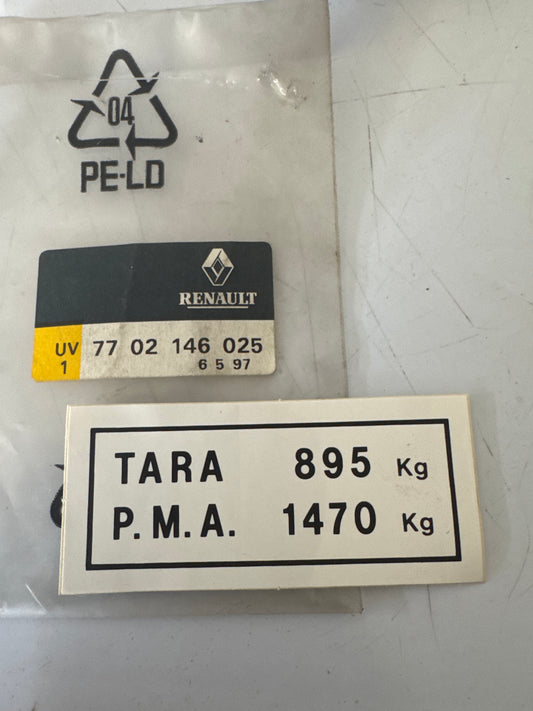 04
PE-LD
RENAULT
UV 77 02 146 025
1 6 5 97
TARA 895 Kg
P.M.A. 1470 Kg